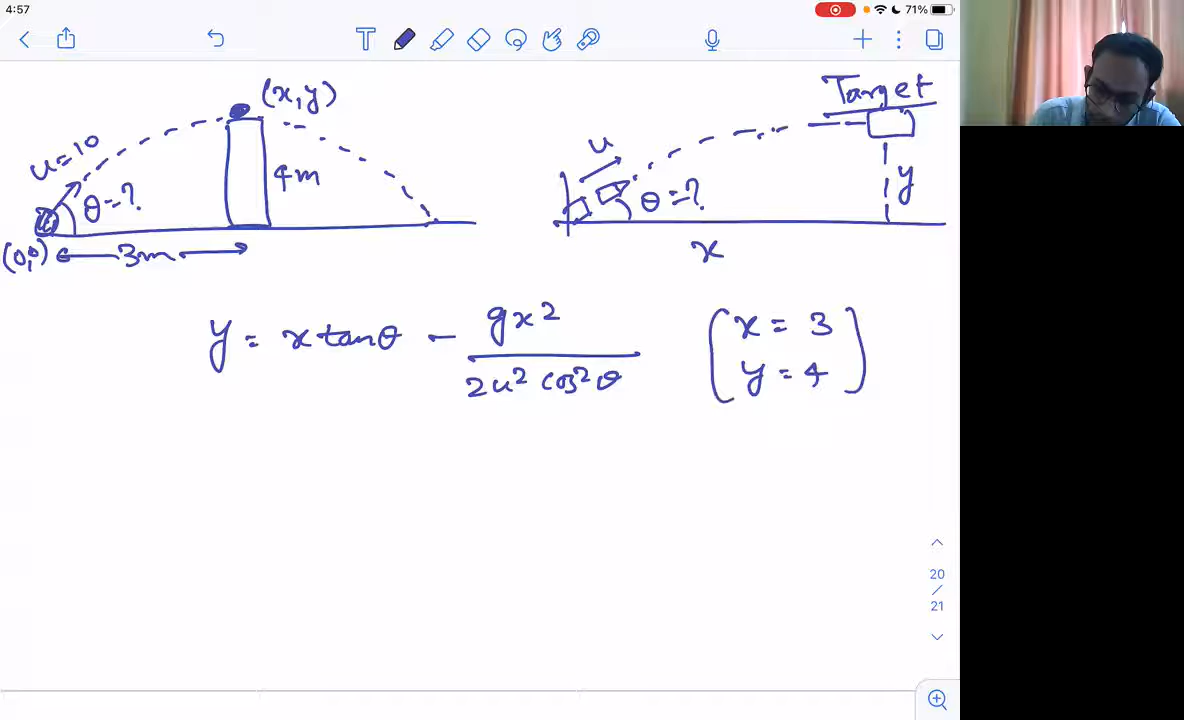 4:57
71%
T
(x,y)
u=10
θ=?
4m
(0,0)
3m
Target
u
θ=?
y
x
y = x tanθ - gx2 / 2u² cos²θ
(x = 3
y = 4)
20
/
21